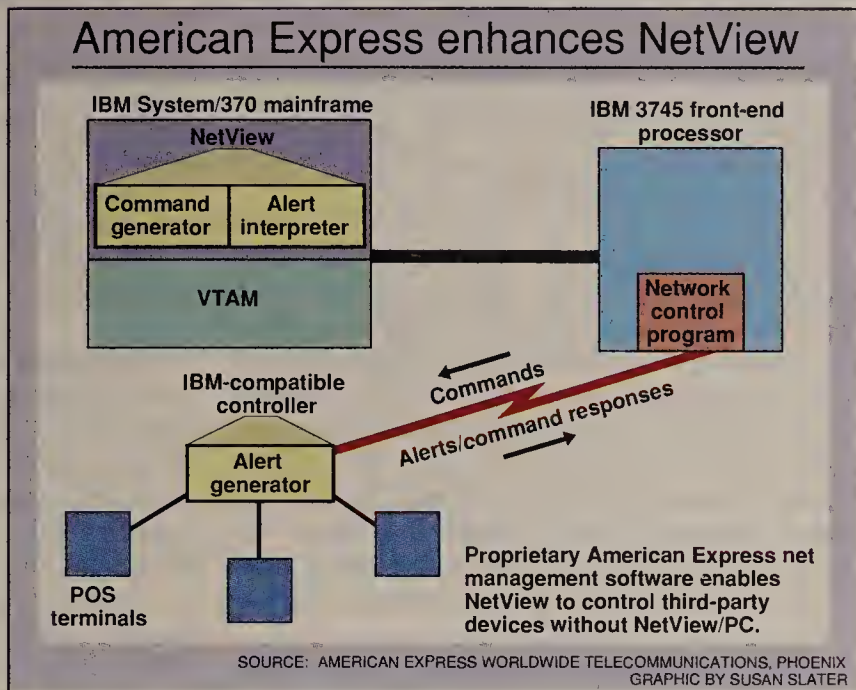 American Express enhances NetView
IBM System/370 mainframe
NetView
Command
generator
Alert
interpreter
VTAM
IBM 3745 front-end
processor
Network
control
program
IBM-compatible
controller
Commands
Alerts/command responses
Alert
generator
POS
terminals
Proprietary American Express net
management software enables
NetView to control third-party
devices without NetView/PC.
SOURCE: AMERICAN EXPRESS WORLDWIDE TELECOMMUNICATIONS, PHOENIX
GRAPHIC BY SUSAN SLATER